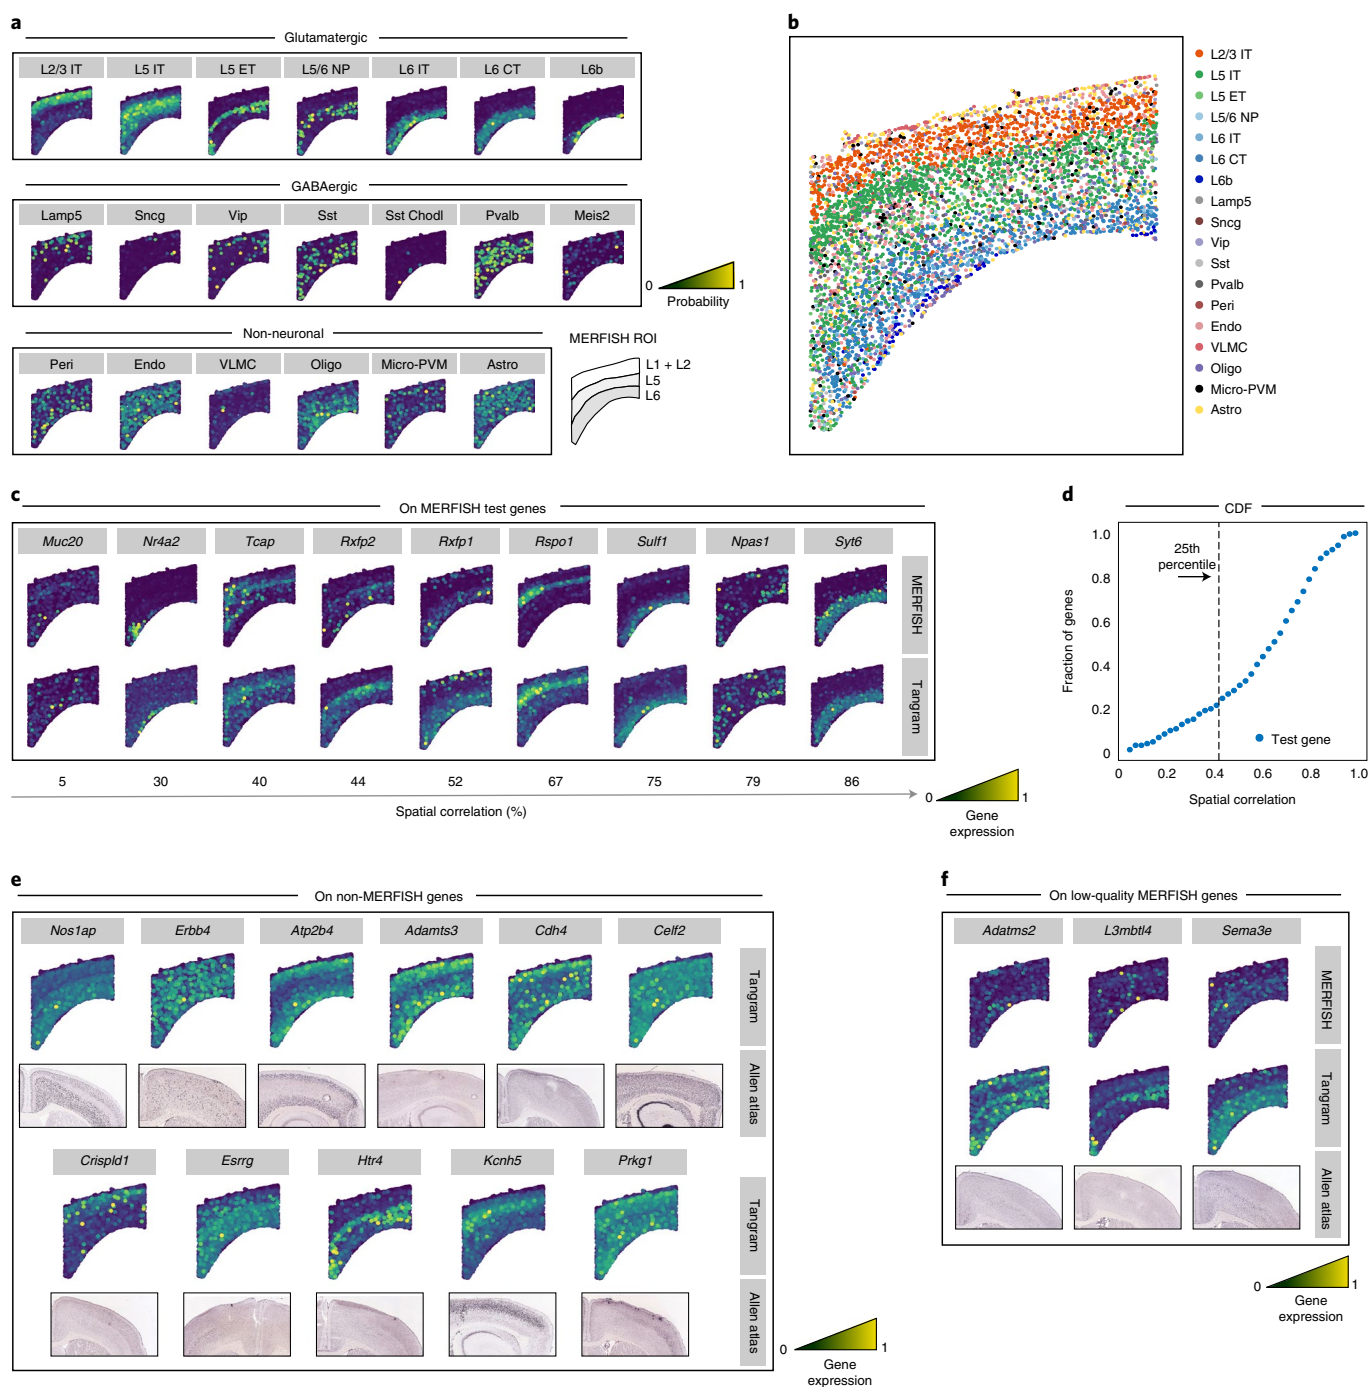 a
Glutamatergic
L2/3 IT L5 IT L5 ET L5/6 NP L6 IT L6 CT L6b
GABAergic
Lamp5 Sncg Vip Sst Sst Chodl Pvalb Meis2
0 1
Probability
Non-neuronal
Peri Endo VLMC Oligo Micro-PVM Astro
MERFISH ROI
L1 + L2
L5
L6
b
L2/3 IT
L5 IT
L5 ET
L5/6 NP
L6 IT
L6 CT
L6b
Lamp5
Sncg
Vip
Sst
Pvalb
Peri
Endo
VLMC
Oligo
Micro-PVM
Astro
c
On MERFISH test genes
Muc20 Nr4a2 Tcap Rxfp2 Rxfp1 Rspo1 Sulf1 Npas1 Syt6
MERFISH
Tangram
5 30 40 44 52 67 75 79 86
Spatial correlation (%)
0 1
Gene
expression
d
CDF
25th
percentile
Fraction of genes
1.0
0.8
0.6
0.4
0.2
0
Test gene
0 0.2 0.4 0.6 0.8 1.0
Spatial correlation
e
On non-MERFISH genes
Nos1ap Erbb4 Atp2b4 Adamts3 Cdh4 Celf2
Tangram
Allen atlas
Crispld1 Esrrg Htr4 Kcnh5 Prkg1
Tangram
Allen atlas
0 1
Gene
expression
f
On low-quality MERFISH genes
Adatms2 L3mbtl4 Sema3e
MERFISH
Tangram
Allen atlas
0 1
Gene
expression